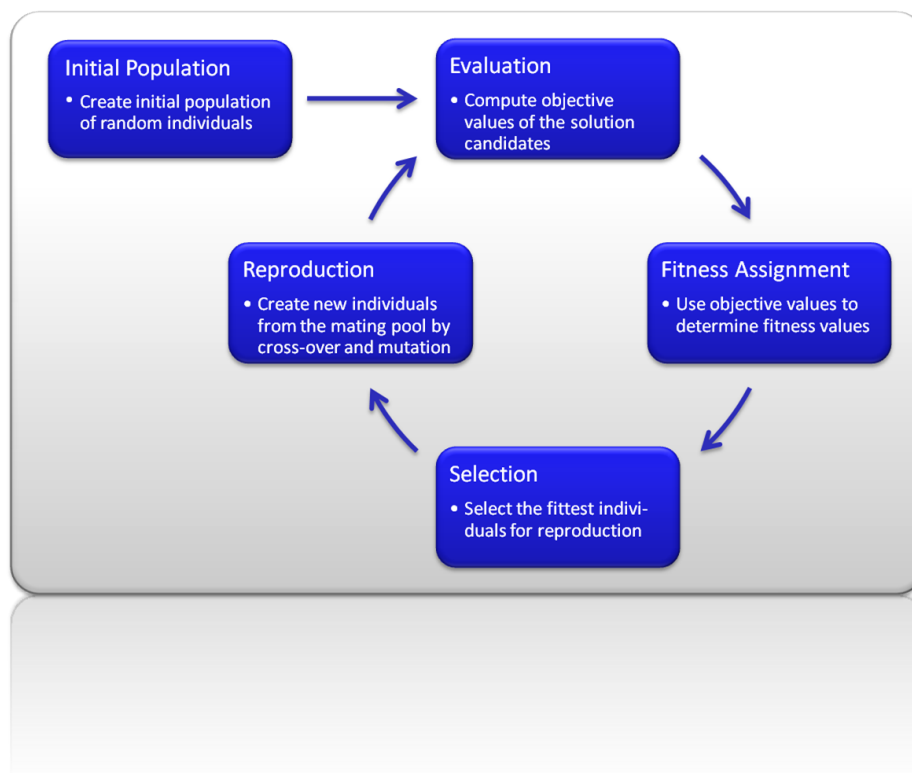 Initial Population
• Create initial population
of random individuals
Evaluation
• Compute objective
values of the solution
candidates
Reproduction
• Create new individuals
from the mating pool by
cross-over and mutation
Fitness Assignment
• Use objective values to
determine fitness values
Selection
• Select the fittest indivi-
duals for reproduction